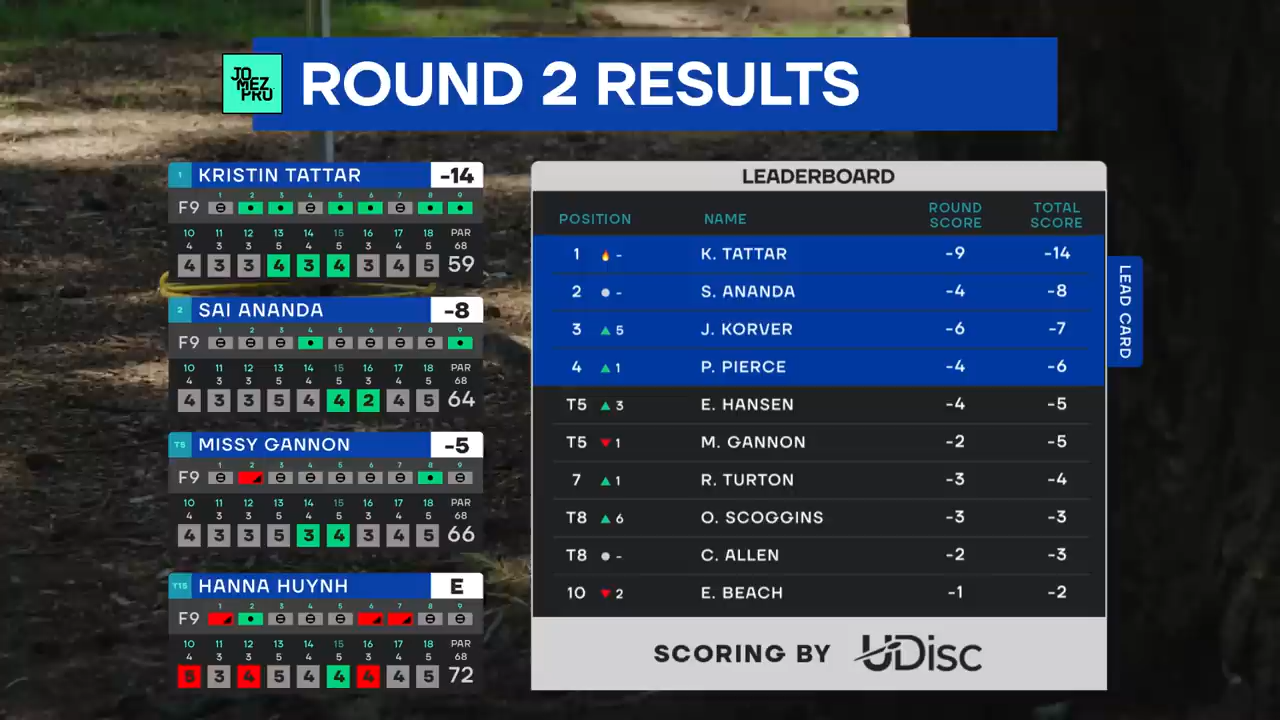 JO
MEZ
PRO
ROUND 2 RESULTS
1 KRISTIN TATTAR -14
1 2 3 4 5 6 7 8 9
F9
10 11 12 13 14 15 16 17 18 PAR
4 3 3 5 4 5 3 4 5 68
4 3 3 4 3 4 3 4 5 59
2 SAI ANANDA -8
1 2 3 4 5 6 7 8 9
F9
10 11 12 13 14 15 16 17 18 PAR
4 3 3 5 4 5 3 4 5 68
4 3 3 5 4 4 2 4 5 64
T5 MISSY GANNON -5
1 2 3 4 5 6 7 8 9
F9
10 11 12 13 14 15 16 17 18 PAR
4 3 3 5 4 5 3 4 5 68
4 3 3 5 3 4 3 4 5 66
T15 HANNA HUYNH E
1 2 3 4 5 6 7 8 9
F9
10 11 12 13 14 15 16 17 18 PAR
4 3 3 5 4 5 3 4 5 68
5 3 4 5 4 4 4 4 5 72
LEADERBOARD
POSITION NAME ROUND SCORE TOTAL SCORE
1 - K. TATTAR -9 -14
2 - S. ANANDA -4 -8
3 5 J. KORVER -6 -7
4 1 P. PIERCE -4 -6
T5 3 E. HANSEN -4 -5
T5 1 M. GANNON -2 -5
7 1 R. TURTON -3 -4
T8 6 O. SCOGGINS -3 -3
T8 - C. ALLEN -2 -3
10 2 E. BEACH -1 -2
LEAD CARD
SCORING BY UDisc